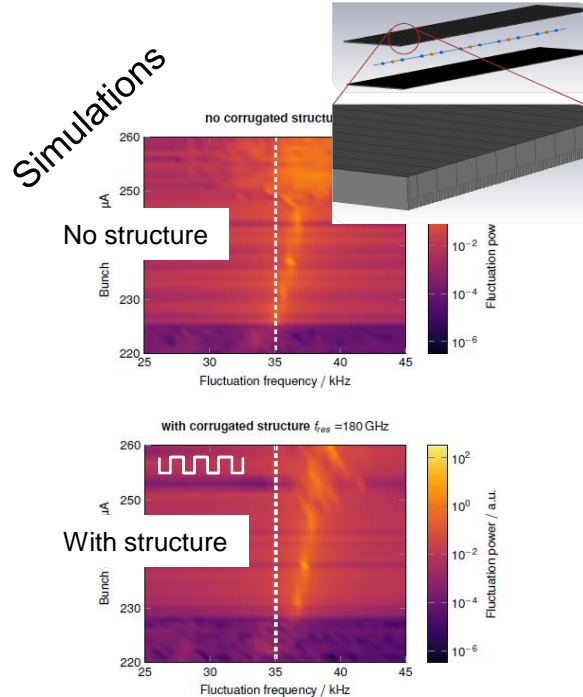 Simulations
no corrugated structu
260
250
230
220
µA
Bunch
No structure
25
30
35
40
45
Fluctuation frequency / kHz
10⁻²
10⁻⁴
10⁻⁶
Fluctuation pow
with corrugated structure f_res =180 GHz
260
250
230
220
µA
Bunch
With structure
25
30
35
40
45
Fluctuation frequency / kHz
10²
10⁰
10⁻²
10⁻⁴
10⁻⁶
Fluctuation power / a.u.